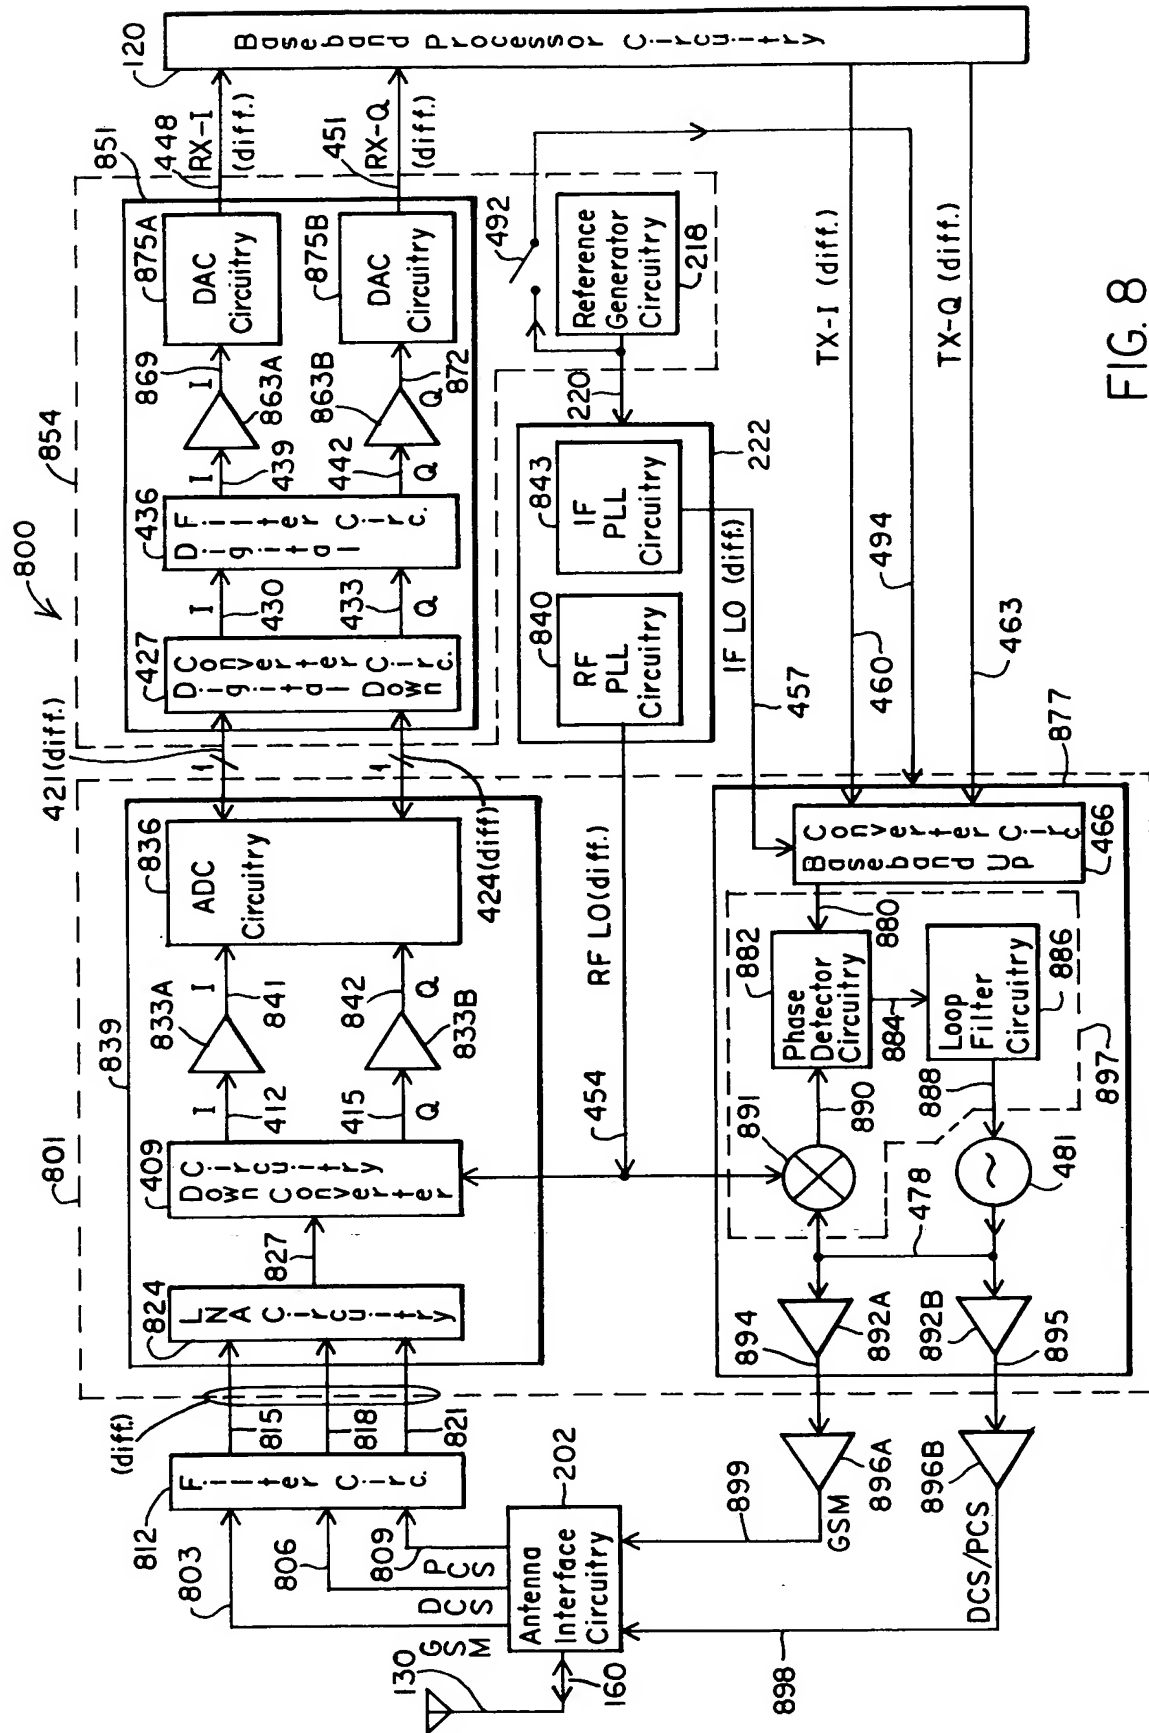 800
801
854
851
120
839
421(diff.)
130
160
GSM
DCS
PCS
803
806
809
202
Antenna
Interface
Circuitry
812
Filter Circ.
(diff.)
815
818
821
824
LNA Circuitry
827
409
Down Converter
Circuitry
I
412
415
Q
833A
833B
I
841
842
Q
836
ADC
Circuitry
424(diff)
427
Digital Down
Converter Circ.
I
430
433
Q
436
Digital
Filter Circ.
I
439
442
Q
863A
863B
I
869
872
Q
875A
DAC
Circuitry
875B
DAC
Circuitry
448
RX-I
(diff.)
451
RX-Q
(diff.)
Baseband Processor Circuitry
492
Reference
Generator
Circuitry
218
220
222
840
RF
PLL
Circuitry
843
IF
PLL
Circuitry
RF LO(diff.)
454
IF LO (diff.)
457
TX-I (diff.)
460
494
TX-Q (diff.)
463
877
Baseband Up
Converter Circ
466
880
882
Phase
Detector
Circuitry
884
Loop
Filter
Circuitry
886
888
890
891
897
481
478
892A
892B
894
895
896A
896B
GSM
899
DCS/PCS
898
FIG. 8